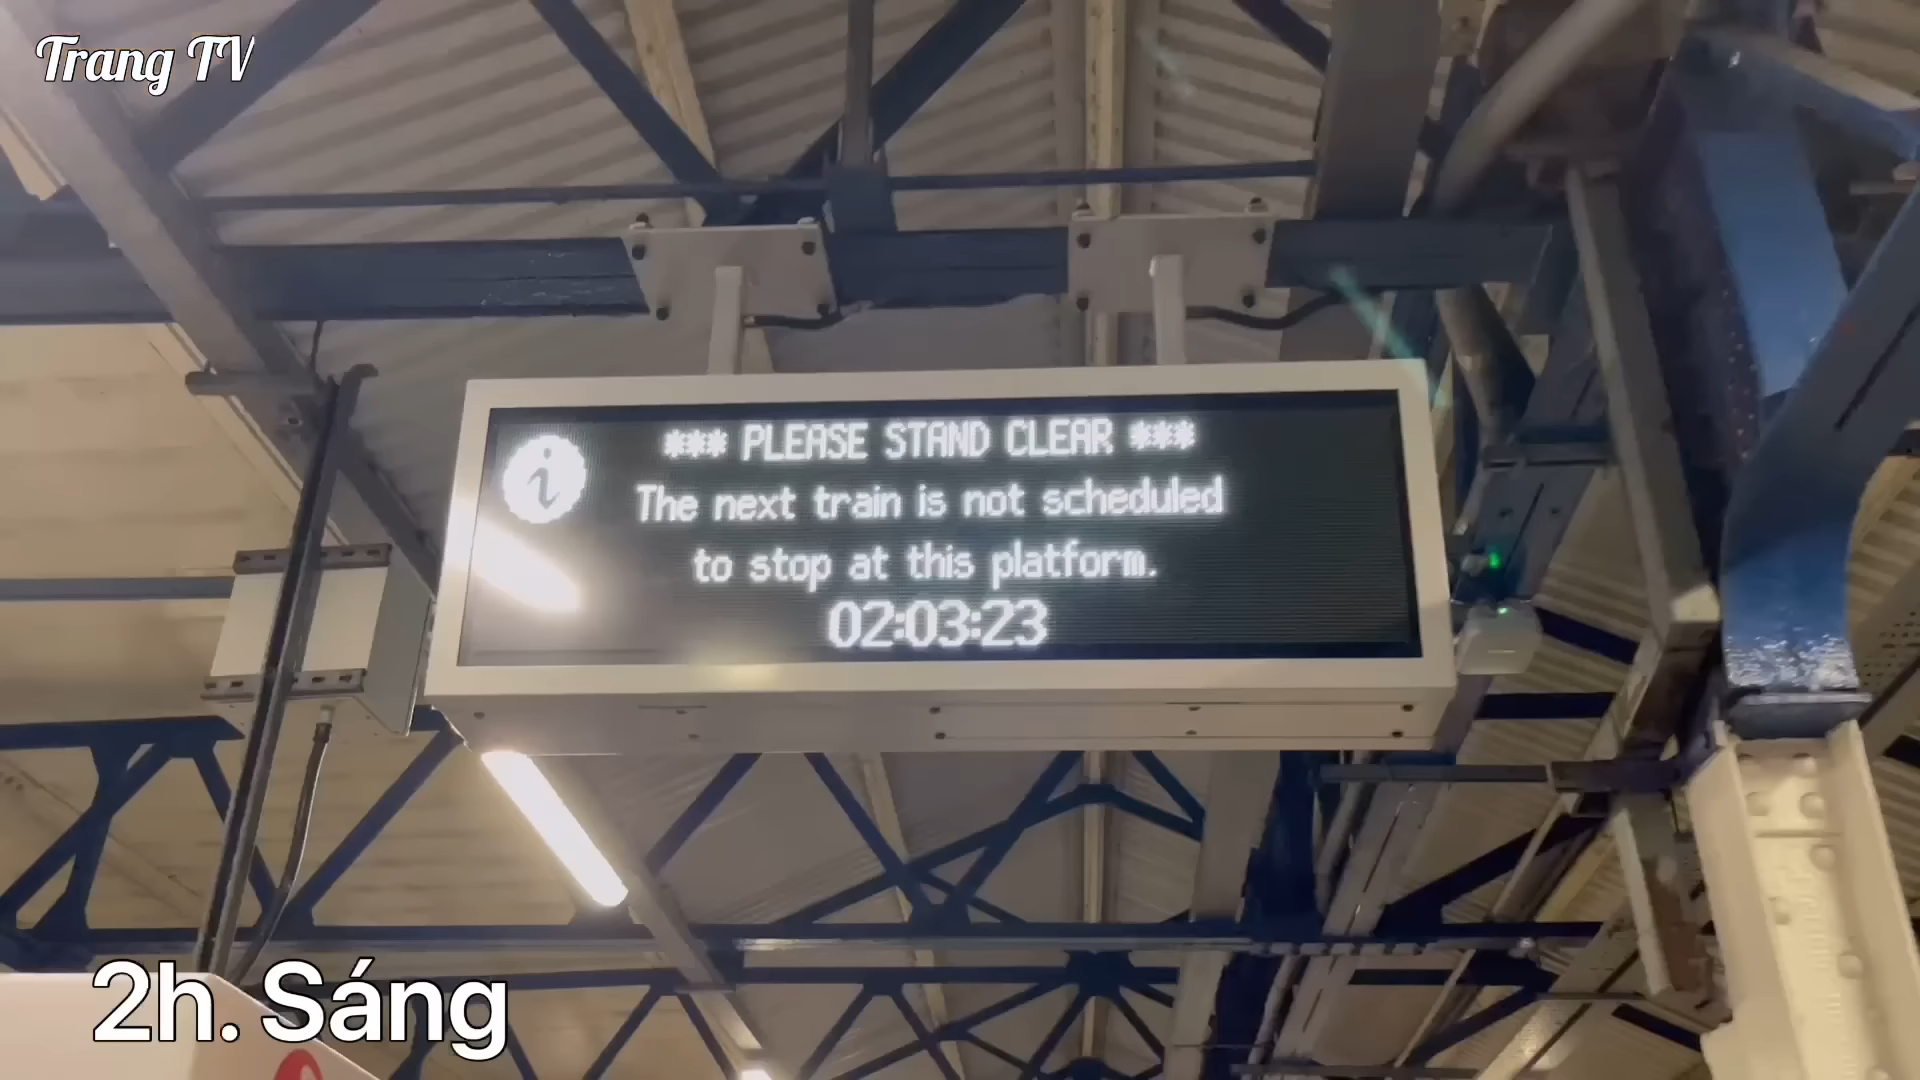 Trang TV
*** PLEASE STAND CLEAR ***
i
The next train is not scheduled
to stop at this platform.
02:03:23
2h. Sáng